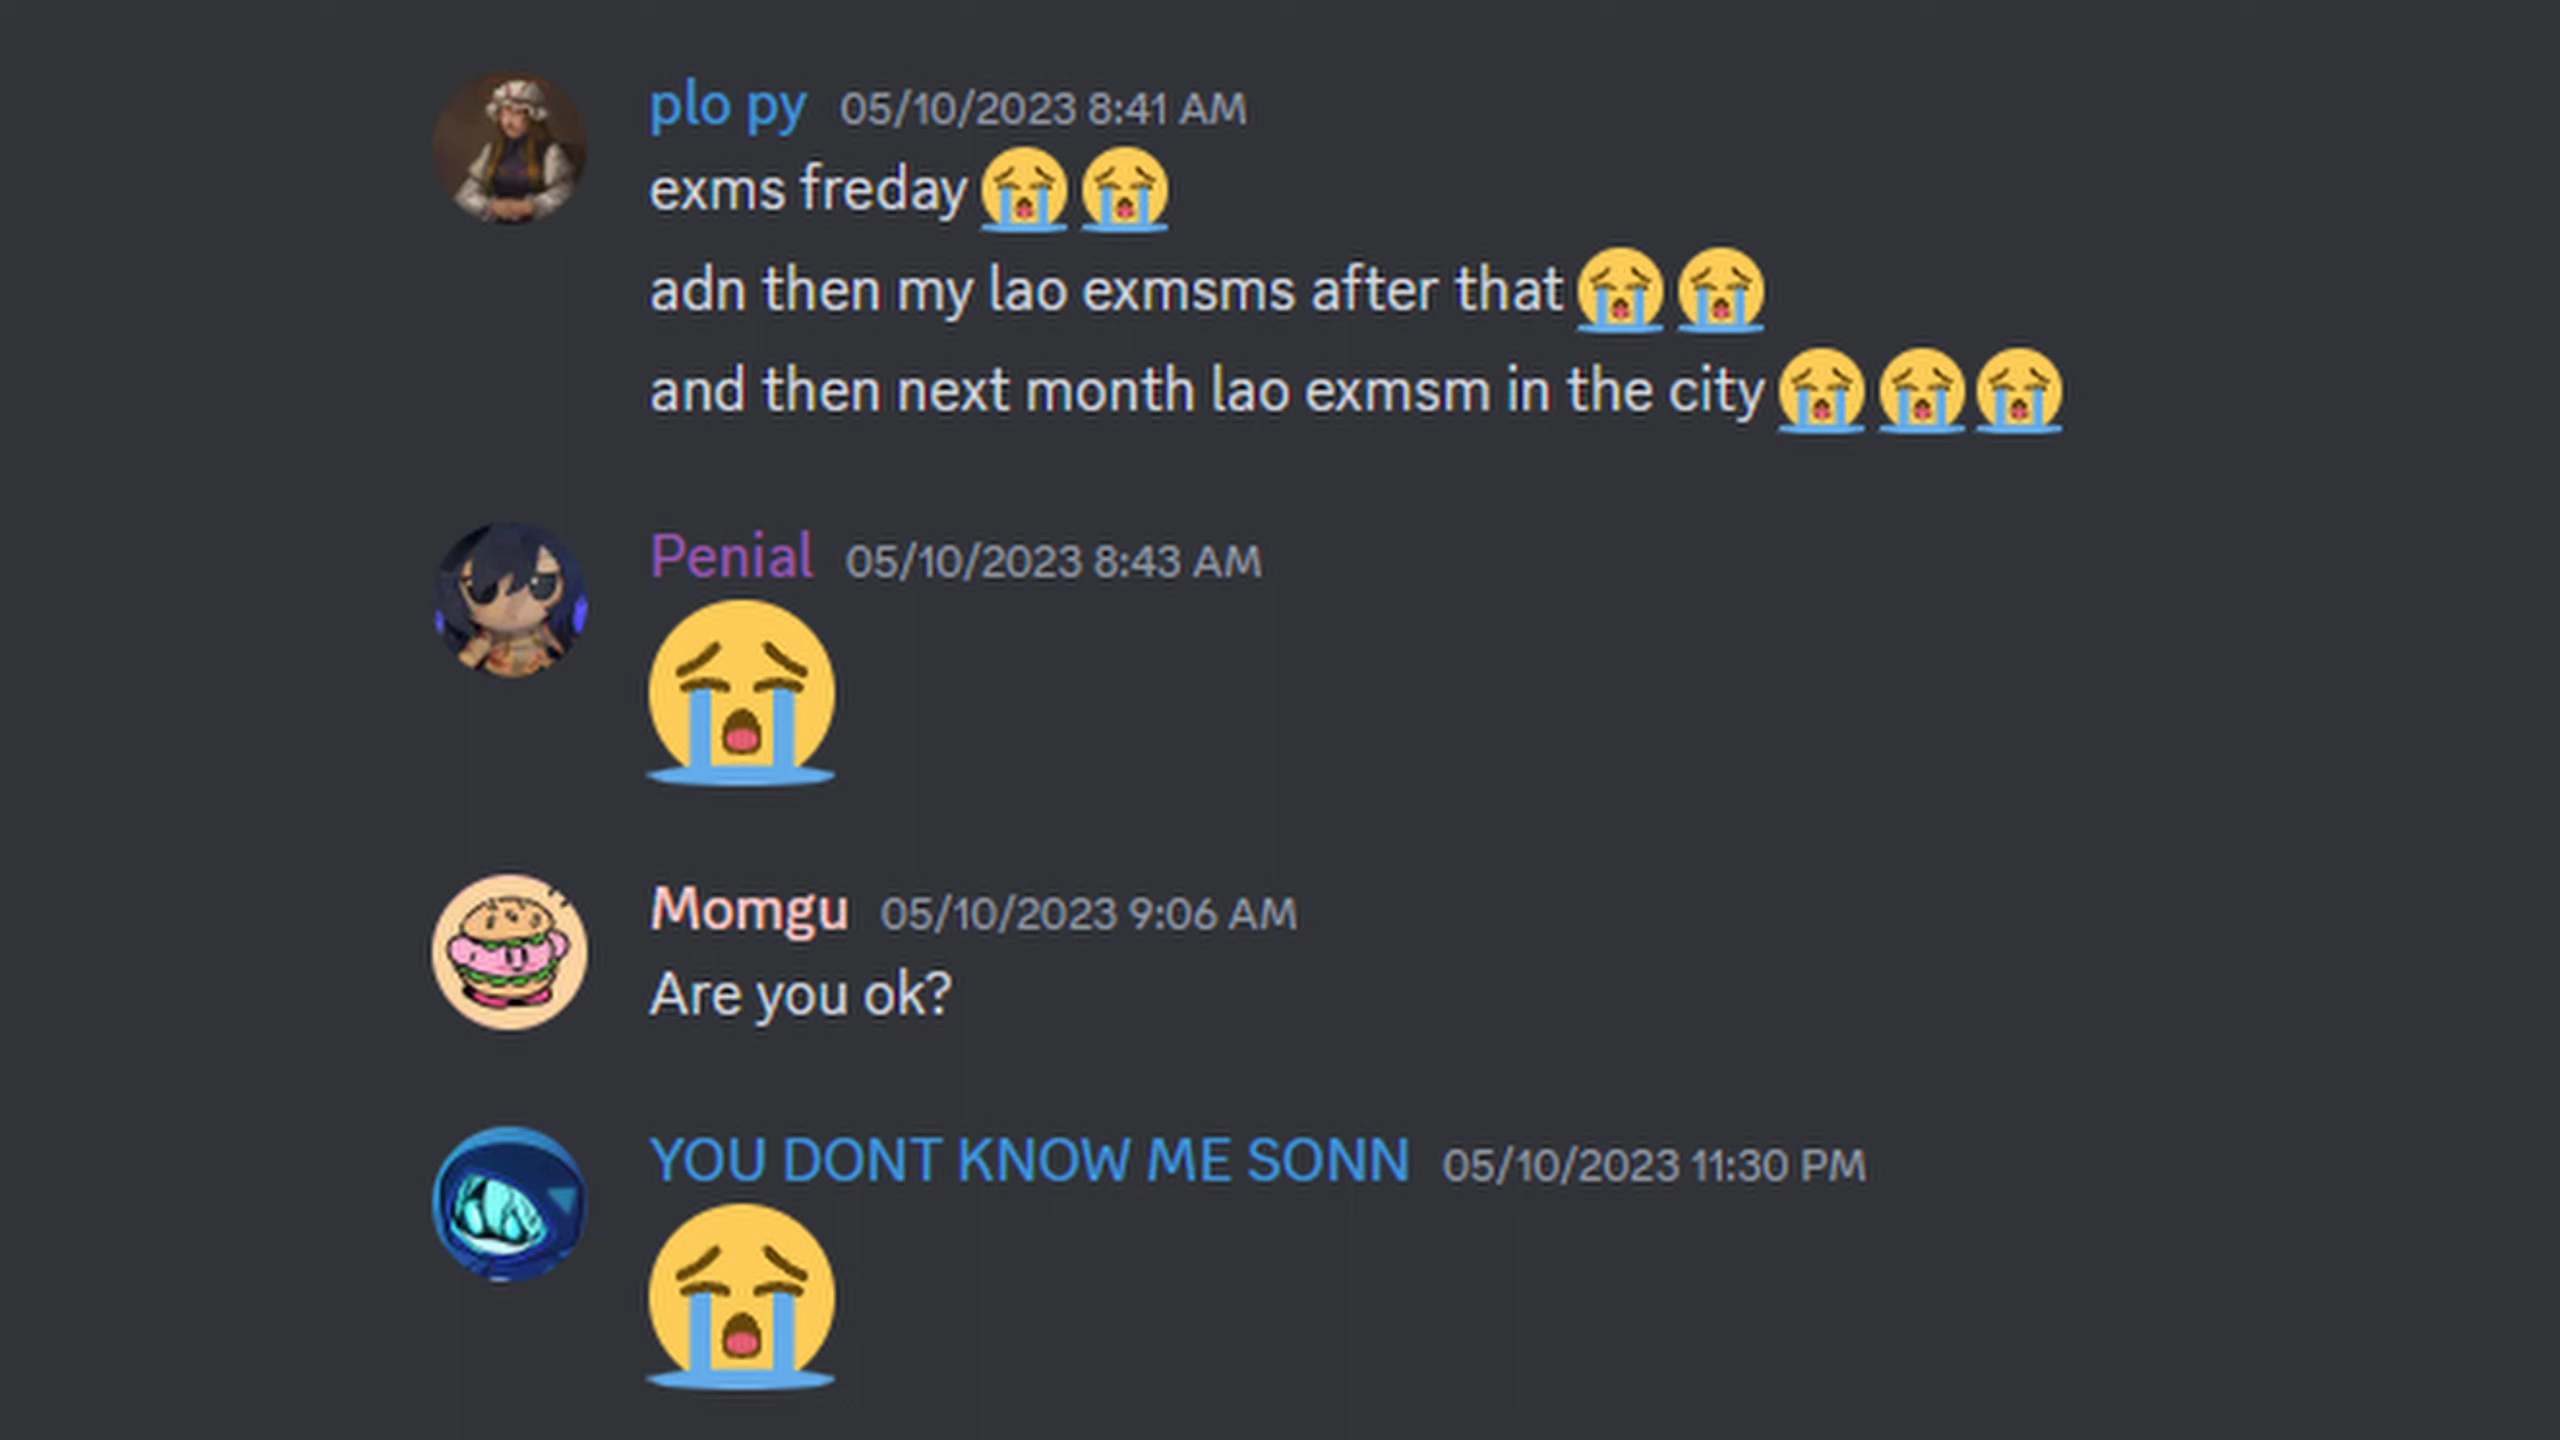 plo py 05/10/2023 8:41 AM
exms freday 😭😭
adn then my lao exmsms after that 😭😭
and then next month lao exmsm in the city 😭😭😭
Penial 05/10/2023 8:43 AM
😭
Momgu 05/10/2023 9:06 AM
Are you ok?
YOU DONT KNOW ME SONN 05/10/2023 11:30 PM
😭